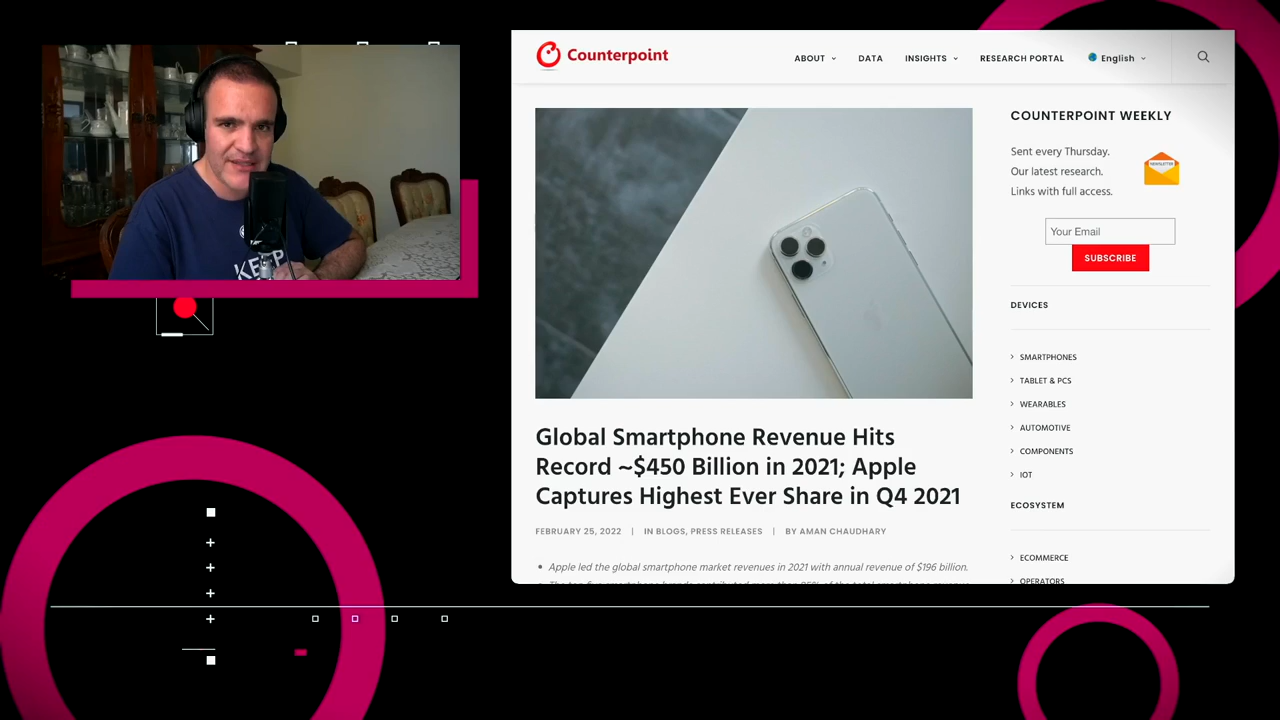 KEEP
Counterpoint
ABOUT
DATA
INSIGHTS
RESEARCH PORTAL
English
Global Smartphone Revenue Hits
Record ~$450 Billion in 2021; Apple
Captures Highest Ever Share in Q4 2021
FEBRUARY 25, 2022 | IN BLOGS, PRESS RELEASES | BY AMAN CHAUDHARY
• Apple led the global smartphone market revenues in 2021 with annual revenue of $196 billion.
COUNTERPOINT WEEKLY
Sent every Thursday.
Our latest research.
Links with full access.
NEWSLETTER
Your Email
SUBSCRIBE
DEVICES
SMARTPHONES
TABLET & PCS
WEARABLES
AUTOMOTIVE
COMPONENTS
IOT
ECOSYSTEM
ECOMMERCE
OPERATORS